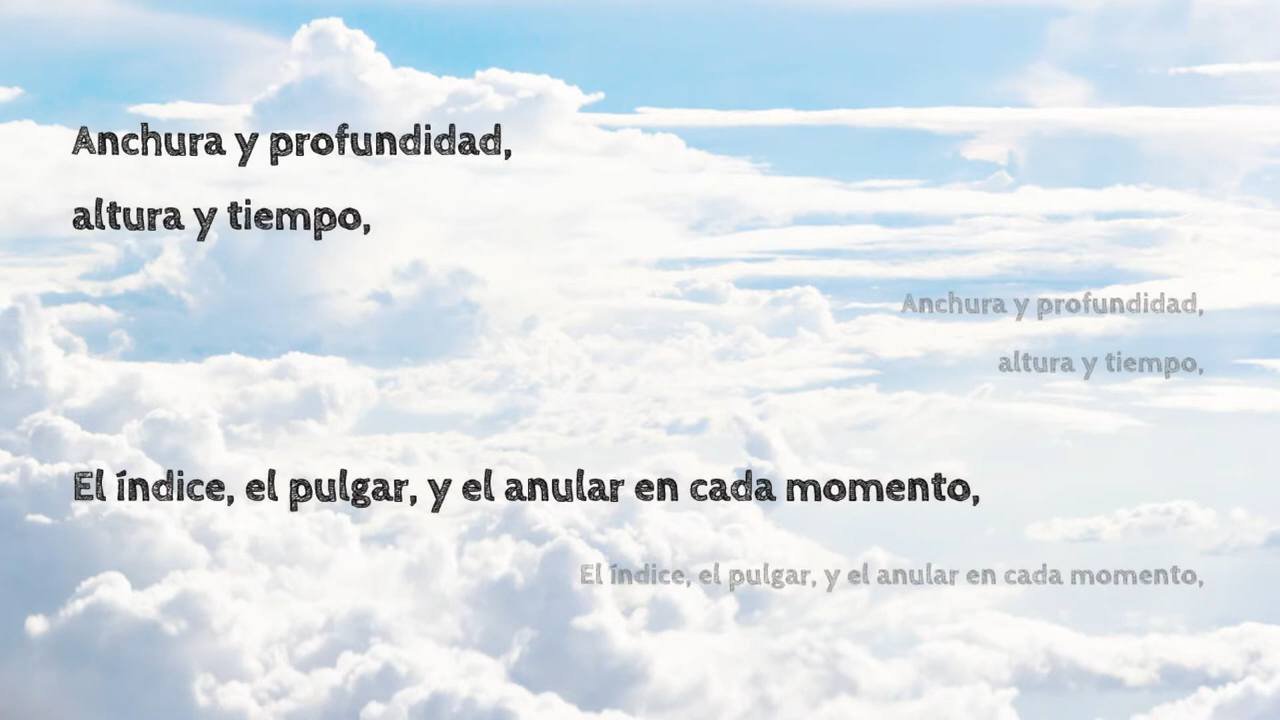 Anchura y profundidad,
altura y tiempo,
Anchura y profundidad,
altura y tiempo,
El índice, el pulgar, y el anular en cada momento,
El índice, el pulgar, y el anular en cada momento,